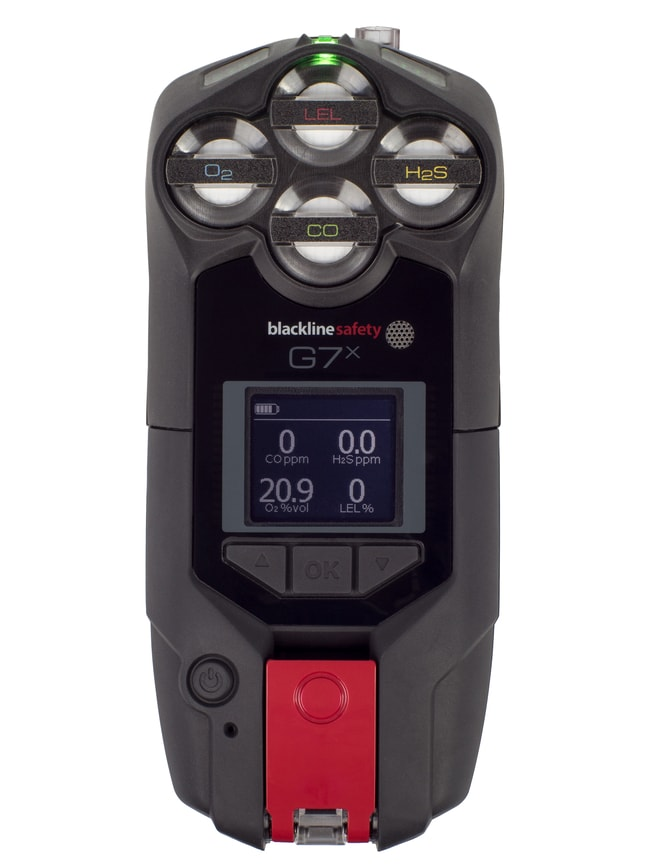 LEL
O2 H2S
CO
blacklinesafety
G7x
0 0.0
CO ppm H2S ppm
20.9 0
O2 %vol LEL %
OK